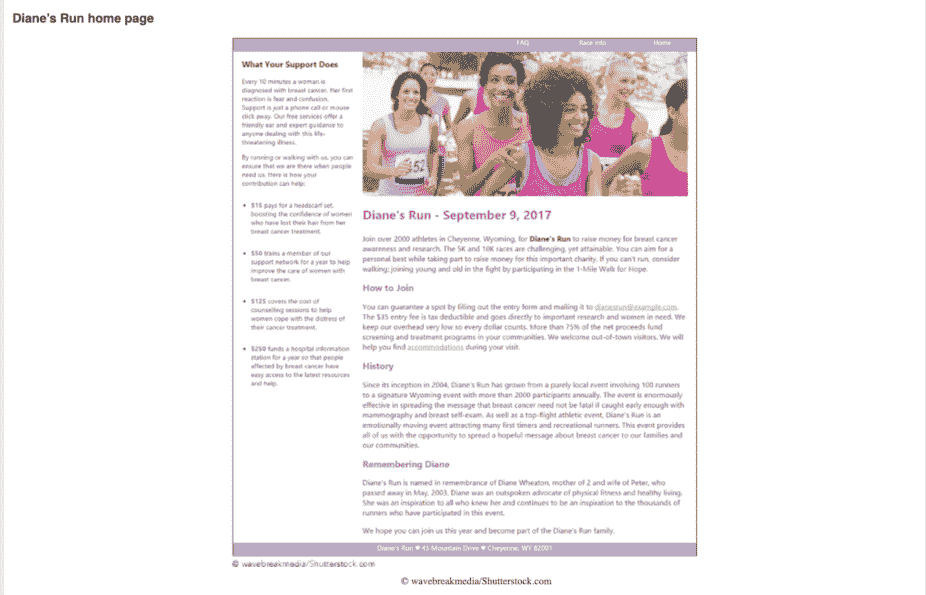 Diane's Run home page
FAQ Race info Home
What Your Support Does
Every 10 minutes a woman is
diagnosed with breast cancer. Her first
reaction is fear and confusion.
Support is just a phone call or mouse
click away. Our free services offer a
friendly ear and expert guidance to
anyone dealing with this life-
threatening illness.
By running or walking with us, you can
ensure that we are there when people
need us. Here is how your
contribution can help:
• $15 pays for a headscarf set,
boosting the confidence of women
who have lost their hair from her
breast cancer treatment.
• $50 trains a member of our
support network for a year to help
improve the care of women with
breast cancer.
• $125 covers the cost of
counselling sessions to help
women cope with the distress of
their cancer treatment.
• $250 funds a hospital information
station for a year so that people
affected by breast cancer have
easy access to the latest resources
and help.
52
Diane's Run - September 9, 2017
Join over 2000 athletes in Cheyenne, Wyoming, for Diane's Run to raise money for breast cancer
awareness and research. The 5K and 10K races are challenging, yet attainable. You can aim for a
personal best while taking part to raise money for this important charity. If you can't run, consider
walking; joining young and old in the fight by participating in the 1-Mile Walk for Hope.
How to Join
You can guarantee a spot by filling out the entry form and mailing it to dianesrun@example.com.
The $35 entry fee is tax deductible and goes directly to important research and women in need. We
keep our overhead very low so every dollar counts. More than 75% of the net proceeds fund
screening and treatment programs in your communities. We welcome out-of-town visitors. We will
help you find accommodations during your visit.
History
Since its inception in 2004, Diane's Run has grown from a purely local event involving 100 runners
to a signature Wyoming event with more than 2000 participants annually. The event is enormously
effective in spreading the message that breast cancer need not be fatal if caught early enough with
mammography and breast self-exam. As well as a top-flight athletic event, Diane's Run is an
emotionally moving event attracting many first timers and recreational runners. This event provides
all of us with the opportunity to spread a hopeful message about breast cancer to our families and
our communities.
Remembering Diane
Diane's Run is named in remembrance of Diane Wheaton, mother of 2 and wife of Peter, who
passed away in May, 2003. Diane was an outspoken advocate of physical fitness and healthy living.
She was an inspiration to all who knew her and continues to be an inspiration to the thousands of
runners who have participated in this event.
We hope you can join us this year and become part of the Diane's Run family.
Diane's Run ♥ 45 Mountain Drive ♥ Cheyenne, WY 82001
© wavebreakmedia/Shutterstock.com
© wavebreakmedia/Shutterstock.com